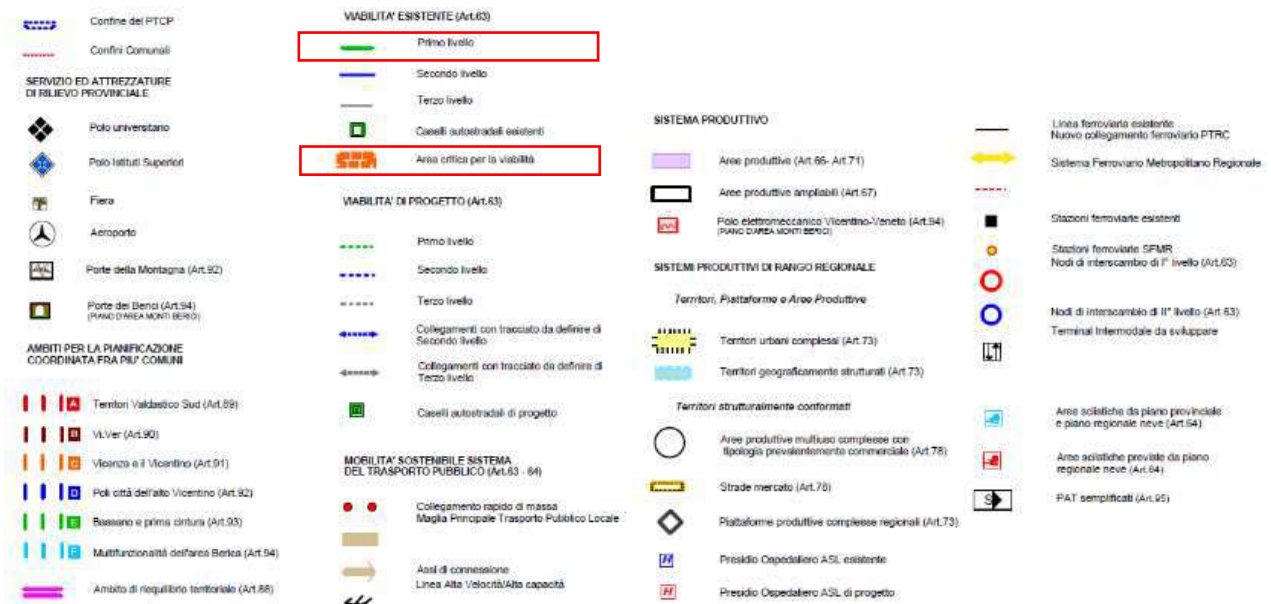 Confine del PTCP
Confini Comunali
SERVIZIO ED ATTREZZATURE
DI RILIEVO PROVINCIALE
Polo universitario
Polo Istituti Superiori
Fiera
Aeroporto
Porte della Montagna (Art.92)
Porte dei Berici (Art.94)
(PIANO D'AREA MONTI BERICI)
AMBITI PER LA PIANIFICAZIONE
COORDINATA FRA PIU' COMUNI
A Territori Valdastico Sud (Art.89)
B Vi.Ver (Art.90)
C Vicenza e il Vicentino (Art.91)
D Poli città dell'alto Vicentino (Art.92)
E Bassano e prima cintura (Art.93)
F Multifunzionalità dell'area Berica (Art.94)
Ambito di riequilibrio territoriale (Art.88)
VIABILITA' ESISTENTE (Art.63)
Primo livello
Secondo livello
Terzo livello
Caselli autostradali esistenti
Area critica per la viabilità
VIABILITA' DI PROGETTO (Art.63)
Primo livello
Secondo livello
Terzo livello
Collegamenti con tracciato da definire di
Secondo livello
Collegamenti con tracciato da definire di
Terzo livello
Caselli autostradali di progetto
MOBILITA' SOSTENIBILE SISTEMA
DEL TRASPORTO PUBBLICO (Art.63 - 64)
Collegamento rapido di massa
Maglia Principale Trasporto Pubblico Locale
Assi di connessione
Linea Alta Velocità/Alta capacità
SISTEMA PRODUTTIVO
Aree produttive (Art.66- Art.71)
Aree produttive ampliabili (Art.67)
Polo elettromeccanico Vicentino-Veneto (Art.94)
(PIANO D'AREA MONTI BERICI)
SISTEMI PRODUTTIVI DI RANGO REGIONALE
Territori, Piattaforme e Aree Produttive
Territori urbani complessi (Art.73)
Territori geograficamente strutturati (Art.73)
Territori strutturalmente conformati
Aree produttive multiuso complesse con
tipologia prevalentemente commerciale (Art.78)
Strade mercato (Art.78)
Piattaforme produttive complesse regionali (Art.73)
H Presidio Ospedaliero ASL esistente
H Presidio Ospedaliero ASL di progetto
Linea ferroviaria esistente
Nuovo collegamento ferroviario PTRC
Sistema Ferroviario Metropolitano Regionale
Stazioni ferroviarie esistenti
Stazioni ferroviarie SFMR
Nodi di interscambio di I° livello (Art.63)
Nodi di interscambio di II° livello (Art.63)
Terminal Intermodale da sviluppare
Aree sciistiche da piano provinciale
e piano regionale neve (Art.64)
Aree sciistiche previste da piano
regionale neve (Art.64)
S PAT semplificati (Art.95)